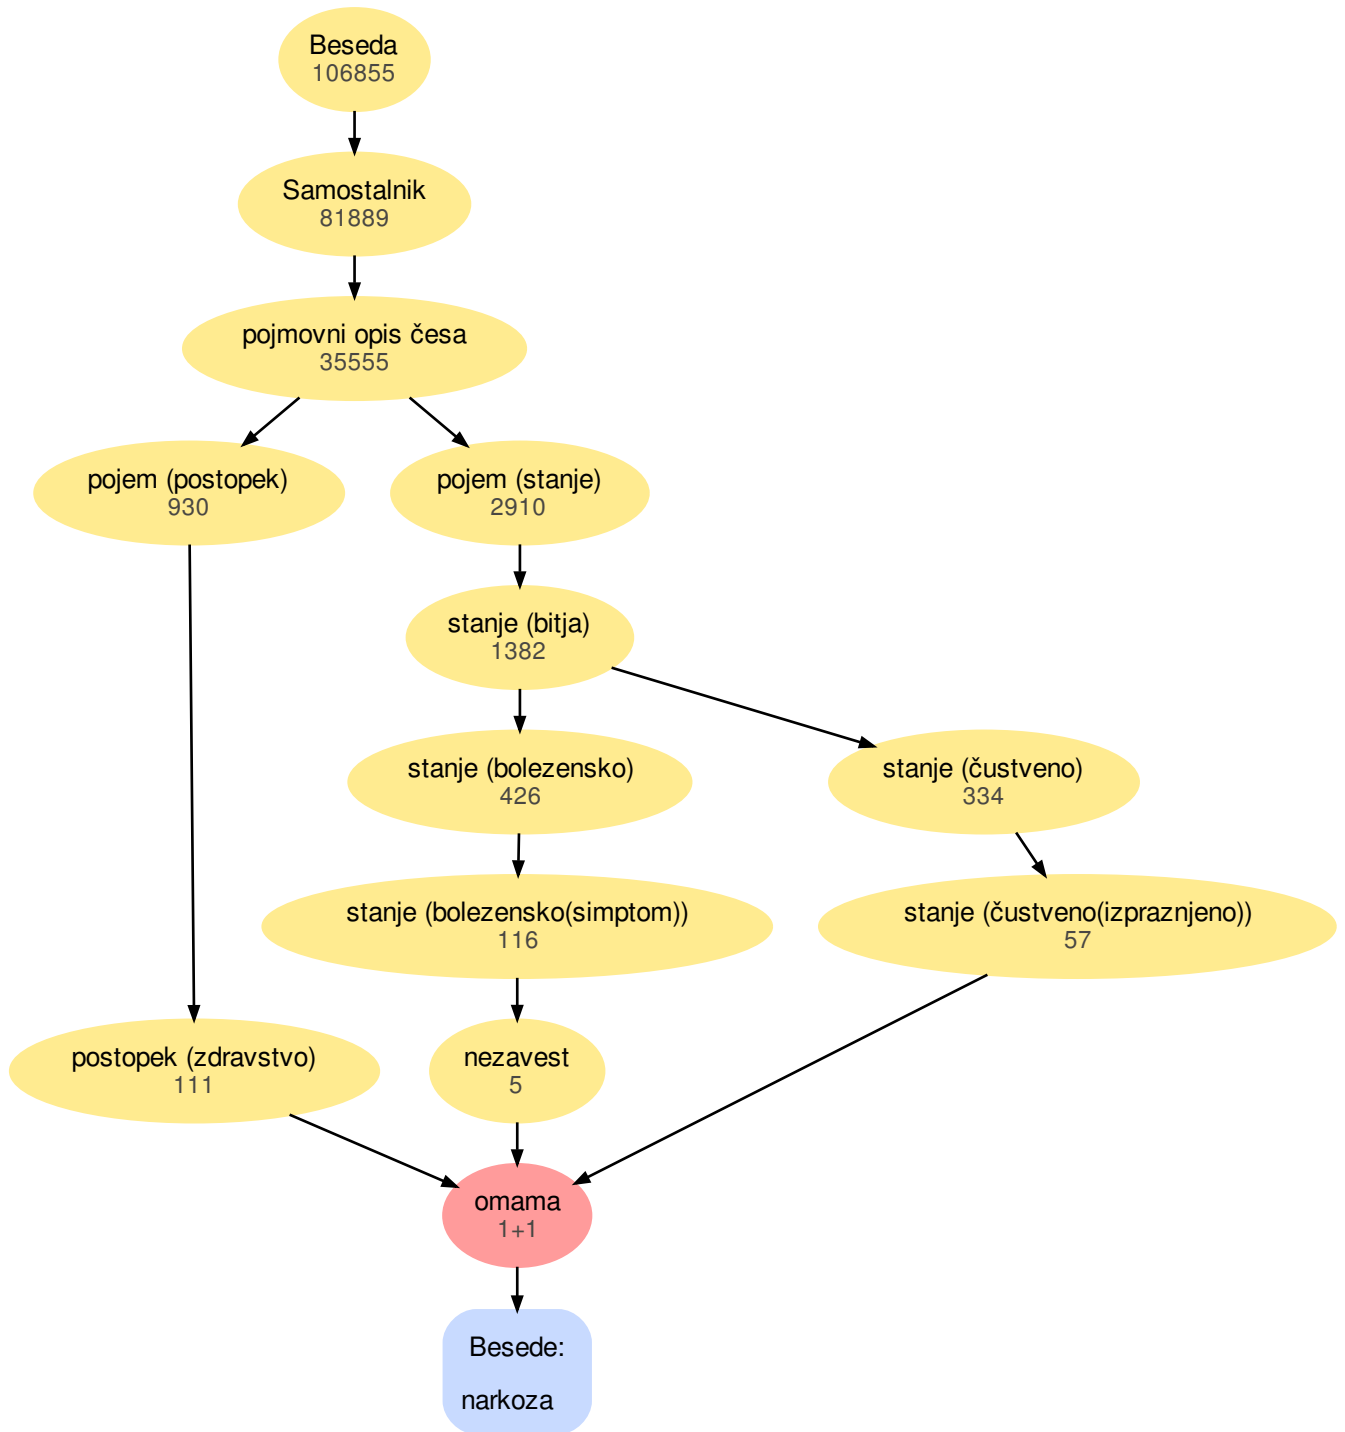 Beseda
106855
Samostalnik
81889
pojmovni opis česa
35555
pojem (postopek)
930
pojem (stanje)
2910
stanje (bitja)
1382
stanje (bolezensko)
426
stanje (čustveno)
334
stanje (bolezensko(simptom))
116
stanje (čustveno(izpraznjeno))
57
postopek (zdravstvo)
111
nezavest
5
omama
1+1
Besede:
narkoza